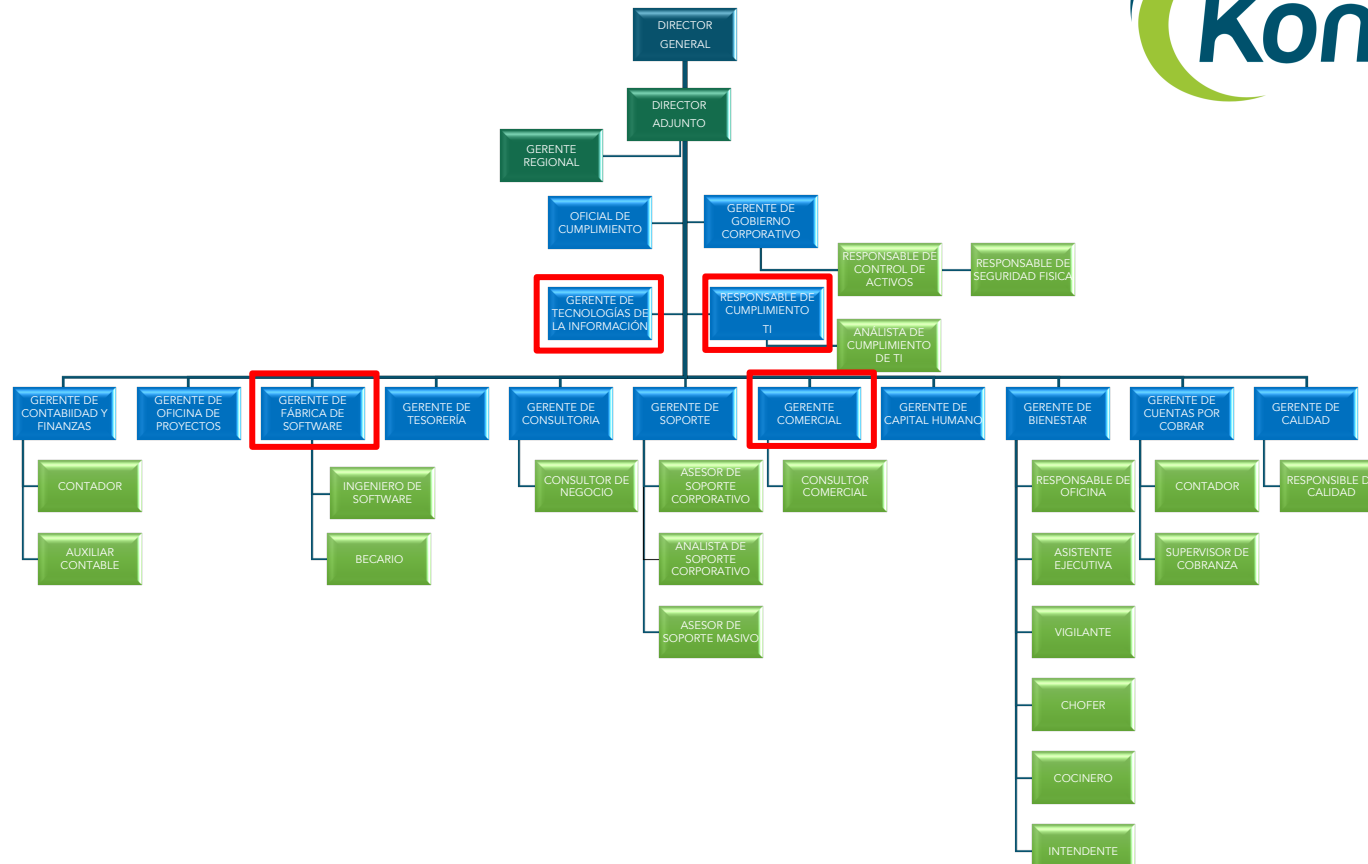 DIRECTOR
GENERAL
Kon
DIRECTOR
ADJUNTO
GERENTE
REGIONAL
OFICIAL DE
CUMPLIMIENTO
GERENTE DE
GOBIERNO
CORPORATIVO
RESPONSABLE DE
CONTROL DE
ACTIVOS
RESPONSABLE DE
SEGURIDAD FISICA
GERENTE DE
TECNOLOGÍAS DE
LA INFORMACIÓN
RESPONSABLE DE
CUMPLIMIENTO
TI
ANÁLISTA DE
CUMPLIMIENTO
DE TI
GERENTE DE
CONTABIIDAD Y
FINANZAS
GERENTE DE
OFICINA DE
PROYECTOS
GERENTE DE
FÁBRICA DE
SOFTWARE
GERENTE DE
TESORERÍA
GERENTE DE
CONSULTORIA
GERENTE DE
SOPORTE
GERENTE
COMERCIAL
GERENTE DE
CAPITAL HUMANO
GERENTE DE
BIENESTAR
GERENTE DE
CUENTAS POR
COBRAR
GERENTE DE
CALIDAD
CONTADOR
INGENIERO DE
SOFTWARE
CONSULTOR DE
NEGOCIO
ASESOR DE
SOPORTE
CORPORATIVO
CONSULTOR
COMERCIAL
RESPONSABLE DE
OFICINA
CONTADOR
RESPONSIBLE D
CALIDAD
AUXILIAR
CONTABLE
BECARIO
ANALISTA DE
SOPORTE
CORPORATIVO
ASISTENTE
EJECUTIVA
SUPERVISOR DE
COBRANZA
ASESOR DE
SOPORTE MASIVO
VIGILANTE
CHOFER
COCINERO
INTENDENTE